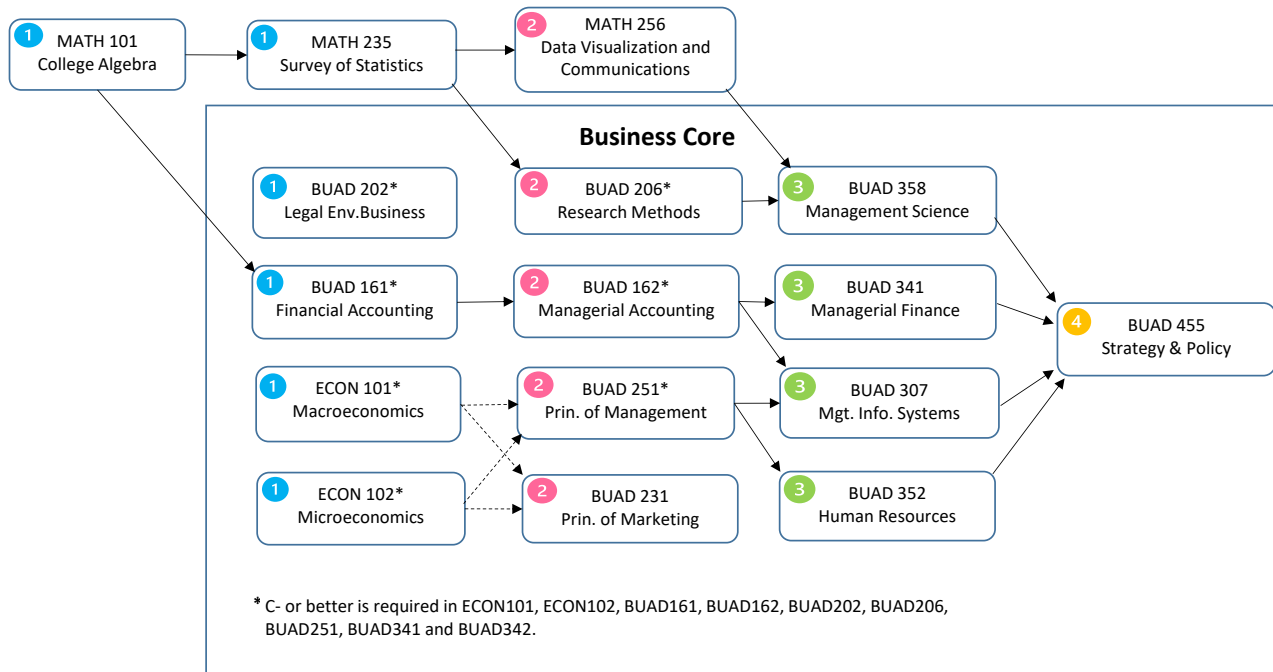 1
MATH 101
College Algebra
1
MATH 235
Survey of Statistics
2
MATH 256
Data Visualization and
Communications
Business Core
1
BUAD 202*
Legal Env.Business
2
BUAD 206*
Research Methods
3
BUAD 358
Management Science
1
BUAD 161*
Financial Accounting
2
BUAD 162*
Managerial Accounting
3
BUAD 341
Managerial Finance
4
BUAD 455
Strategy & Policy
1
ECON 101*
Macroeconomics
2
BUAD 251*
Prin. of Management
3
BUAD 307
Mgt. Info. Systems
1
ECON 102*
Microeconomics
2
BUAD 231
Prin. of Marketing
3
BUAD 352
Human Resources
* C- or better is required in ECON101, ECON102, BUAD161, BUAD162, BUAD202, BUAD206,
BUAD251, BUAD341 and BUAD342.